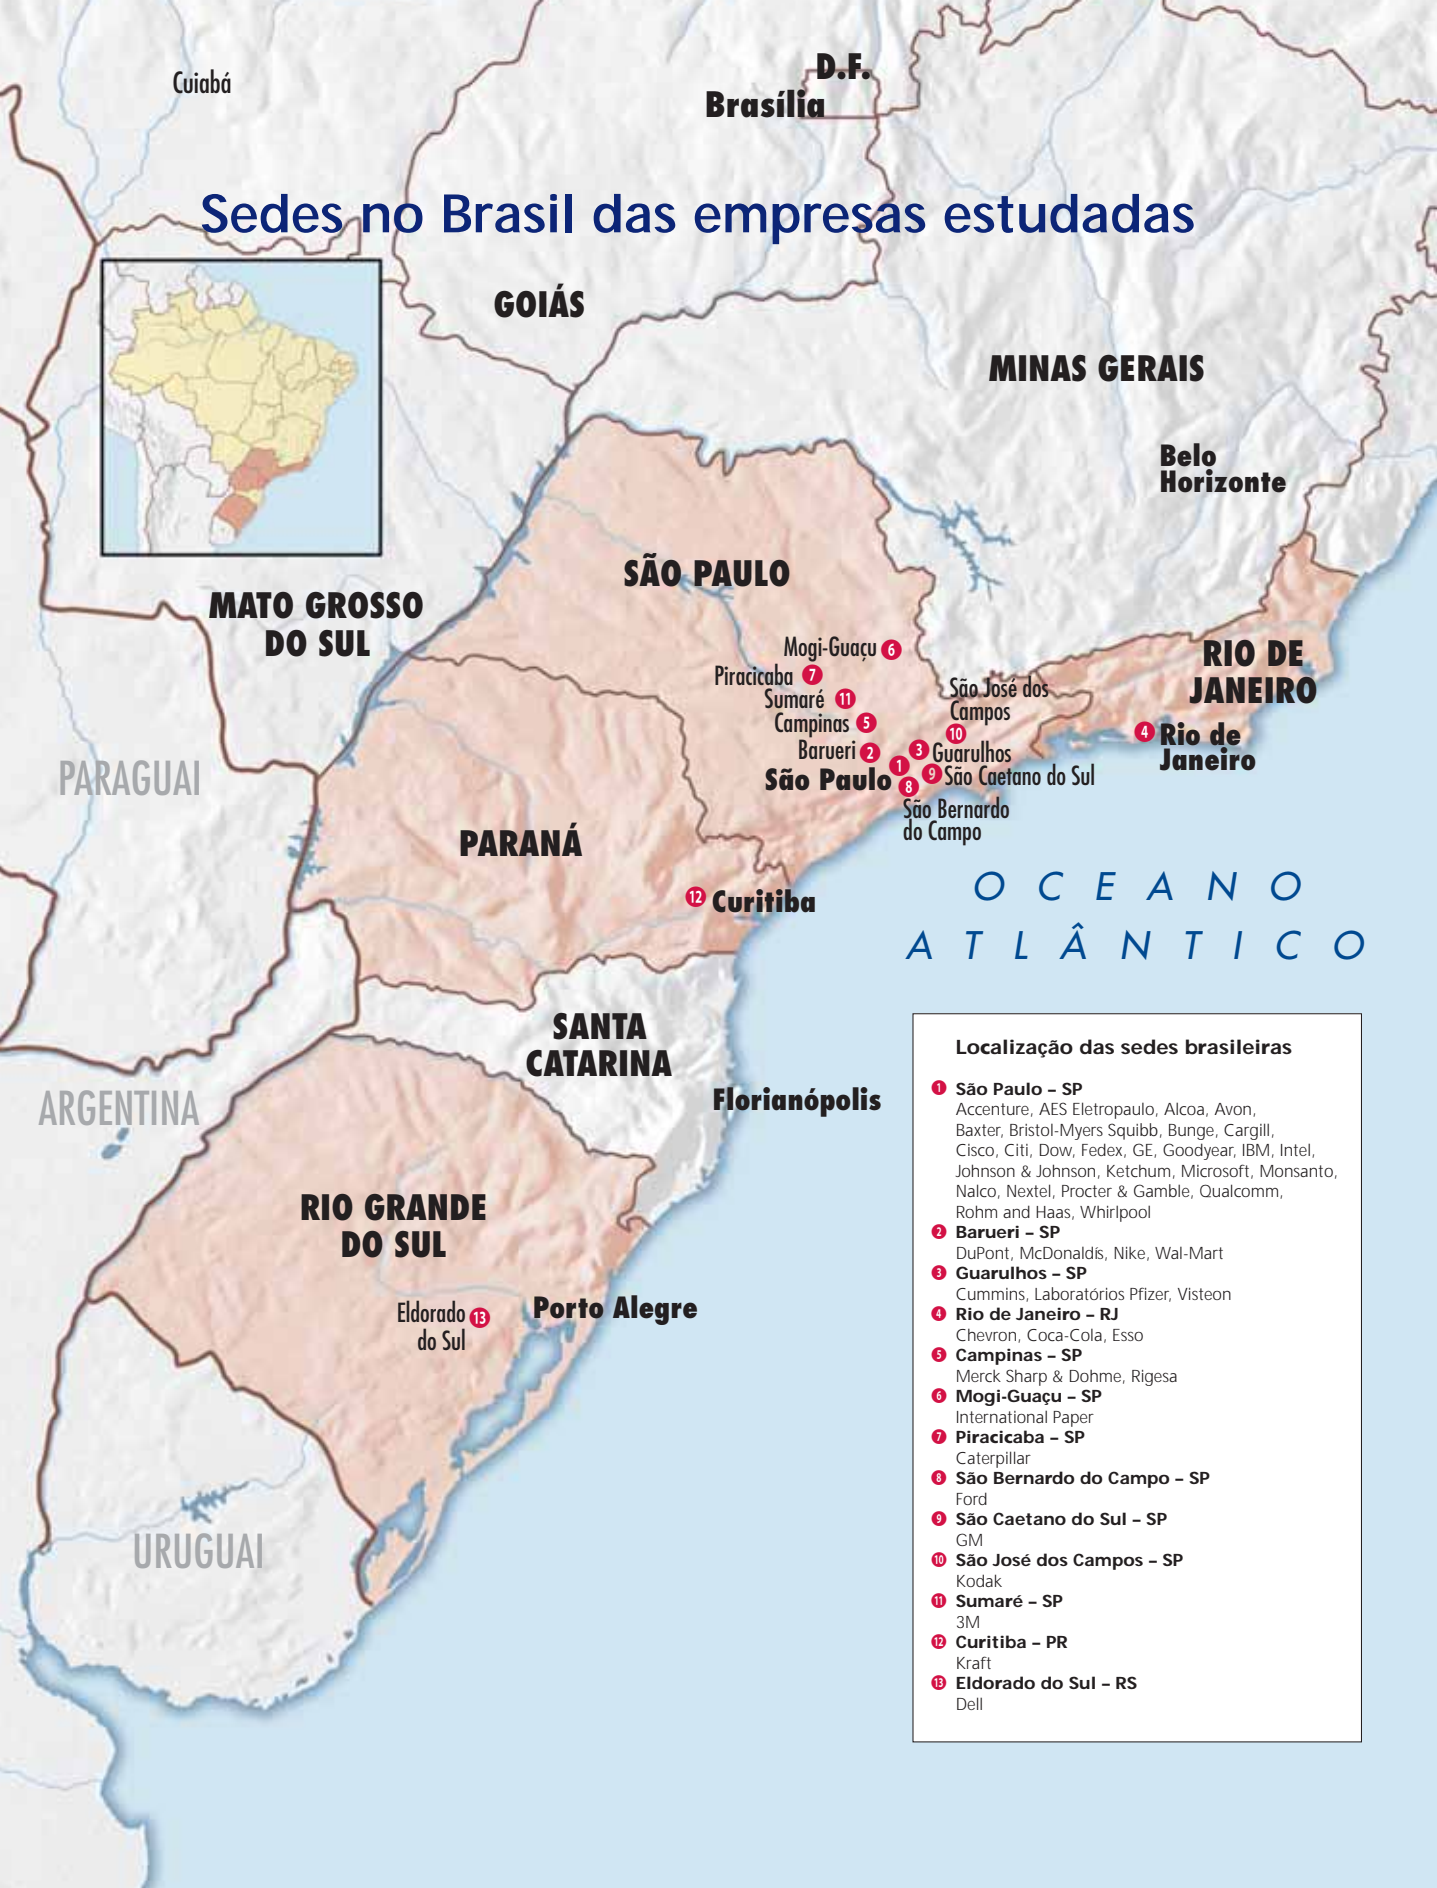 Cuiabá
D.F.
Brasília
Sedes no Brasil das empresas estudadas
GOIÁS
MINAS GERAIS
Belo
Horizonte
SÃO PAULO
MATO GROSSO
DO SUL
Mogi-Guaçu 6
Piracicaba 7
Sumaré 11
Campinas 5
Barueri 2
São Paulo 1
São José dos
Campos
10
3 Guarulhos
9 São Caetano do Sul
8
São Bernardo
do Campo
RIO DE
JANEIRO
4 Rio de
Janeiro
PARAGUAI
PARANÁ
12 Curitiba
OCEANO
ATLÂNTICO
SANTA
CATARINA
Florianópolis
ARGENTINA
RIO GRANDE
DO SUL
Eldorado 13
do Sul
Porto Alegre
URUGUAI
Localização das sedes brasileiras
1 São Paulo – SP
Accenture, AES Eletropaulo, Alcoa, Avon,
Baxter, Bristol-Myers Squibb, Bunge, Cargill,
Cisco, Citi, Dow, Fedex, GE, Goodyear, IBM, Intel,
Johnson & Johnson, Ketchum, Microsoft, Monsanto,
Nalco, Nextel, Procter & Gamble, Qualcomm,
Rohm and Haas, Whirlpool
2 Barueri – SP
DuPont, McDonaldís, Nike, Wal-Mart
3 Guarulhos – SP
Cummins, Laboratórios Pfizer, Visteon
4 Rio de Janeiro – RJ
Chevron, Coca-Cola, Esso
5 Campinas – SP
Merck Sharp & Dohme, Rigesa
6 Mogi-Guaçu – SP
International Paper
7 Piracicaba – SP
Caterpillar
8 São Bernardo do Campo – SP
Ford
9 São Caetano do Sul – SP
GM
10 São José dos Campos – SP
Kodak
11 Sumaré – SP
3M
12 Curitiba – PR
Kraft
13 Eldorado do Sul – RS
Dell